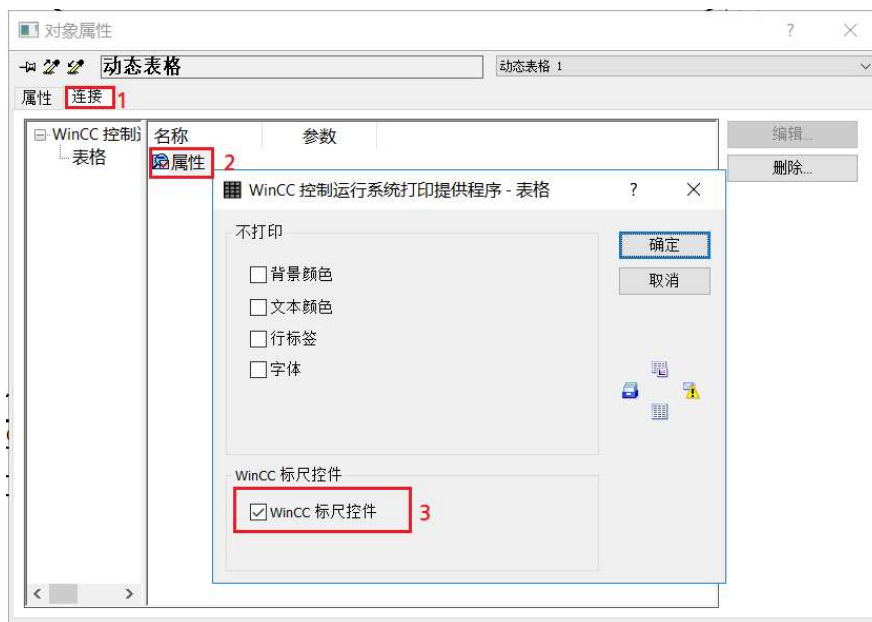 对象属性
?
动态表格
动态表格 1
属性 连接 1
WinCC 控制
表格
名称 参数
属性 2
编辑...
删除...
WinCC 控制运行系统打印提供程序 - 表格
?
不打印
背景颜色
文本颜色
行标签
字体
确定
取消
WinCC 标尺控件
WinCC 标尺控件 3